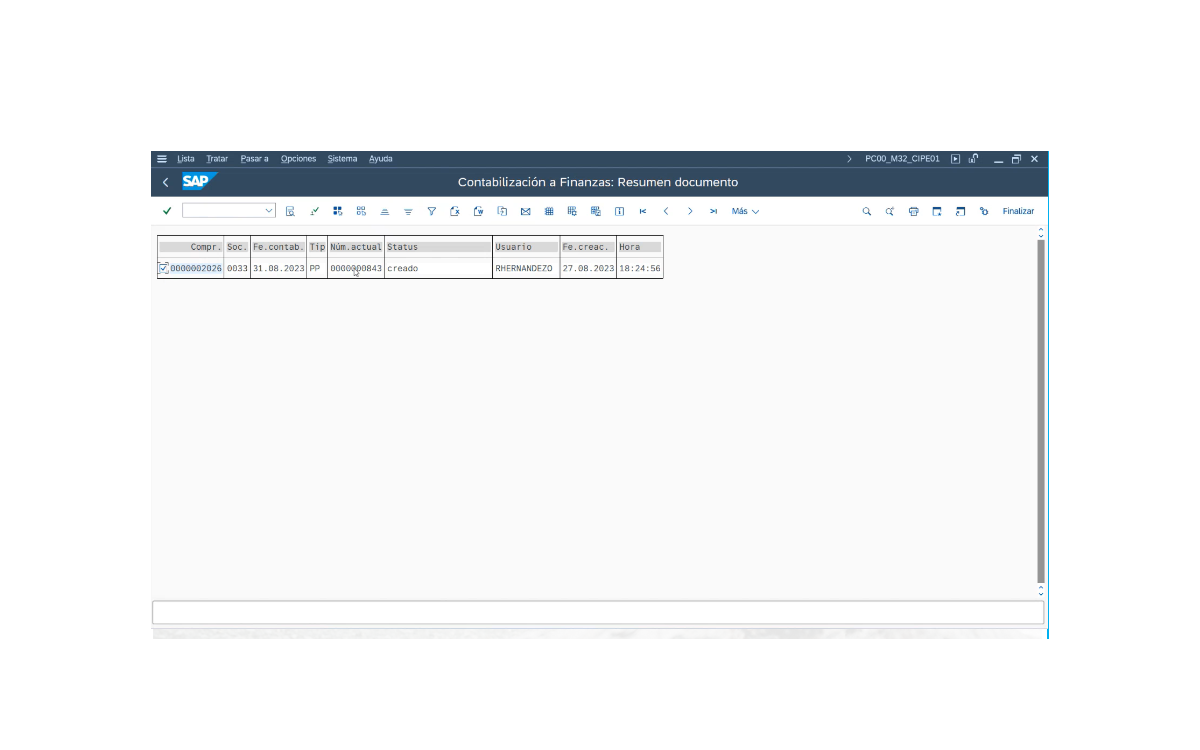 Lista Tratar Pasar a Opciones Sistema Ayuda PC00_M32_CIPE01
SAP Contabilización a Finanzas: Resumen documento
Más Finalizar
Compr. Soc. Fe.contab. Tip Núm.actual Status Usuario Fe.creac. Hora
0000002026 0033 31.08.2023 PP 0000000843 creado RHERNANDEZO 27.08.2023 18:24:56